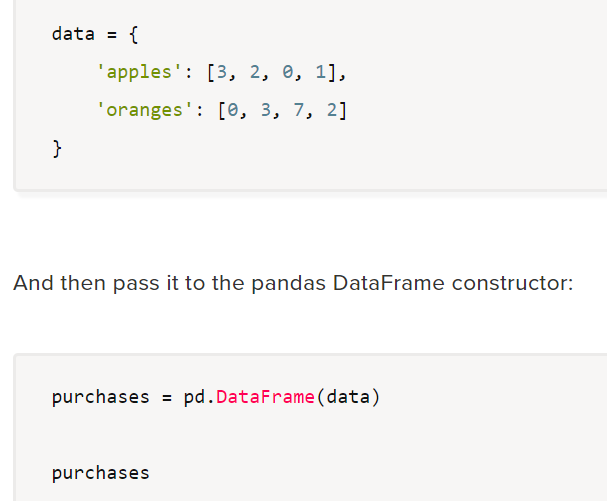 data = {
    'apples': [3, 2, 0, 1],
    'oranges': [0, 3, 7, 2]
}
And then pass it to the pandas DataFrame constructor:
purchases = pd.DataFrame(data)
purchases